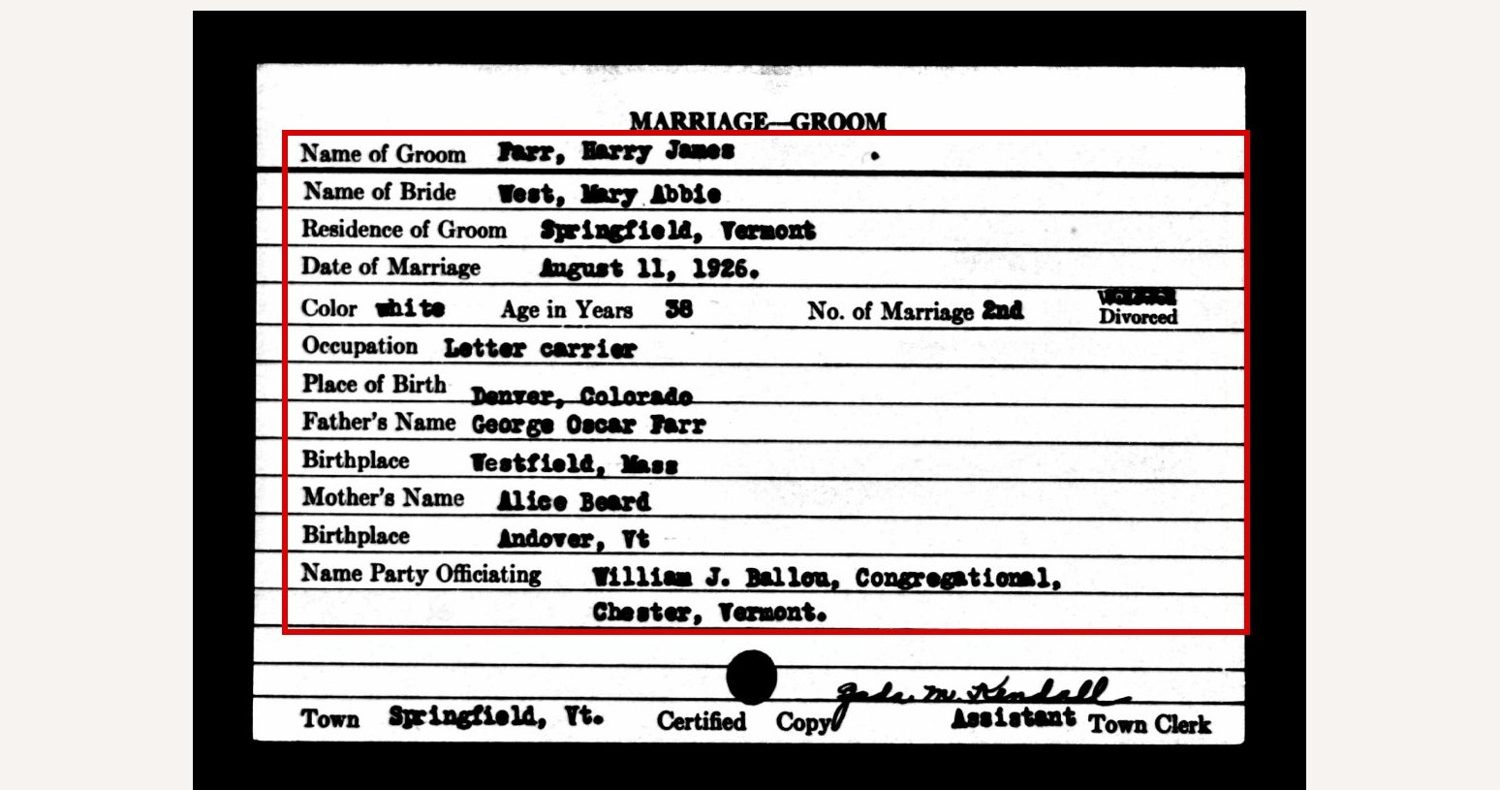 MARRIAGE—GROOM
Name of Groom Farr, Harry James
Name of Bride West, Mary Abbie
Residence of Groom Springfield, Vermont
Date of Marriage August 11, 1926.
Color white Age in Years 38 No. of Marriage 2nd Divorced
Occupation Letter carrier
Place of Birth Denver, Colorado
Father's Name George Oscar Farr
Birthplace Westfield, Mass
Mother's Name Alice Beard
Birthplace Andover, Vt
Name Party Officiating William J. Ballou, Congregational,
Chester, Vermont.
M. Kendall
Town Springfield, Vt. Certified Copy Assistant Town Clerk